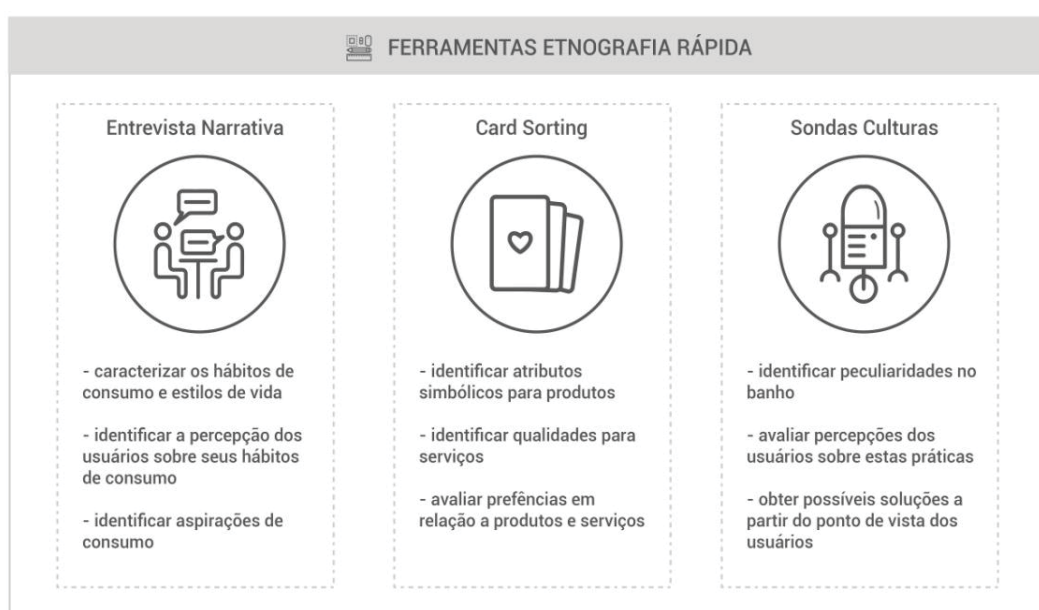 FERRAMENTAS ETNOGRAFIA RÁPIDA
Entrevista Narrativa
- caracterizar os hábitos de
consumo e estilos de vida
- identificar a percepção dos
usuários sobre seus hábitos
de consumo
- identificar aspirações de
consumo
Card Sorting
- identificar atributos
simbólicos para produtos
- identificar qualidades para
serviços
- avaliar prefências em
relação a produtos e serviços
Sondas Culturas
- identificar peculiaridades no
banho
- avaliar percepções dos
usuários sobre estas práticas
- obter possíveis soluções a
partir do ponto de vista dos
usuários